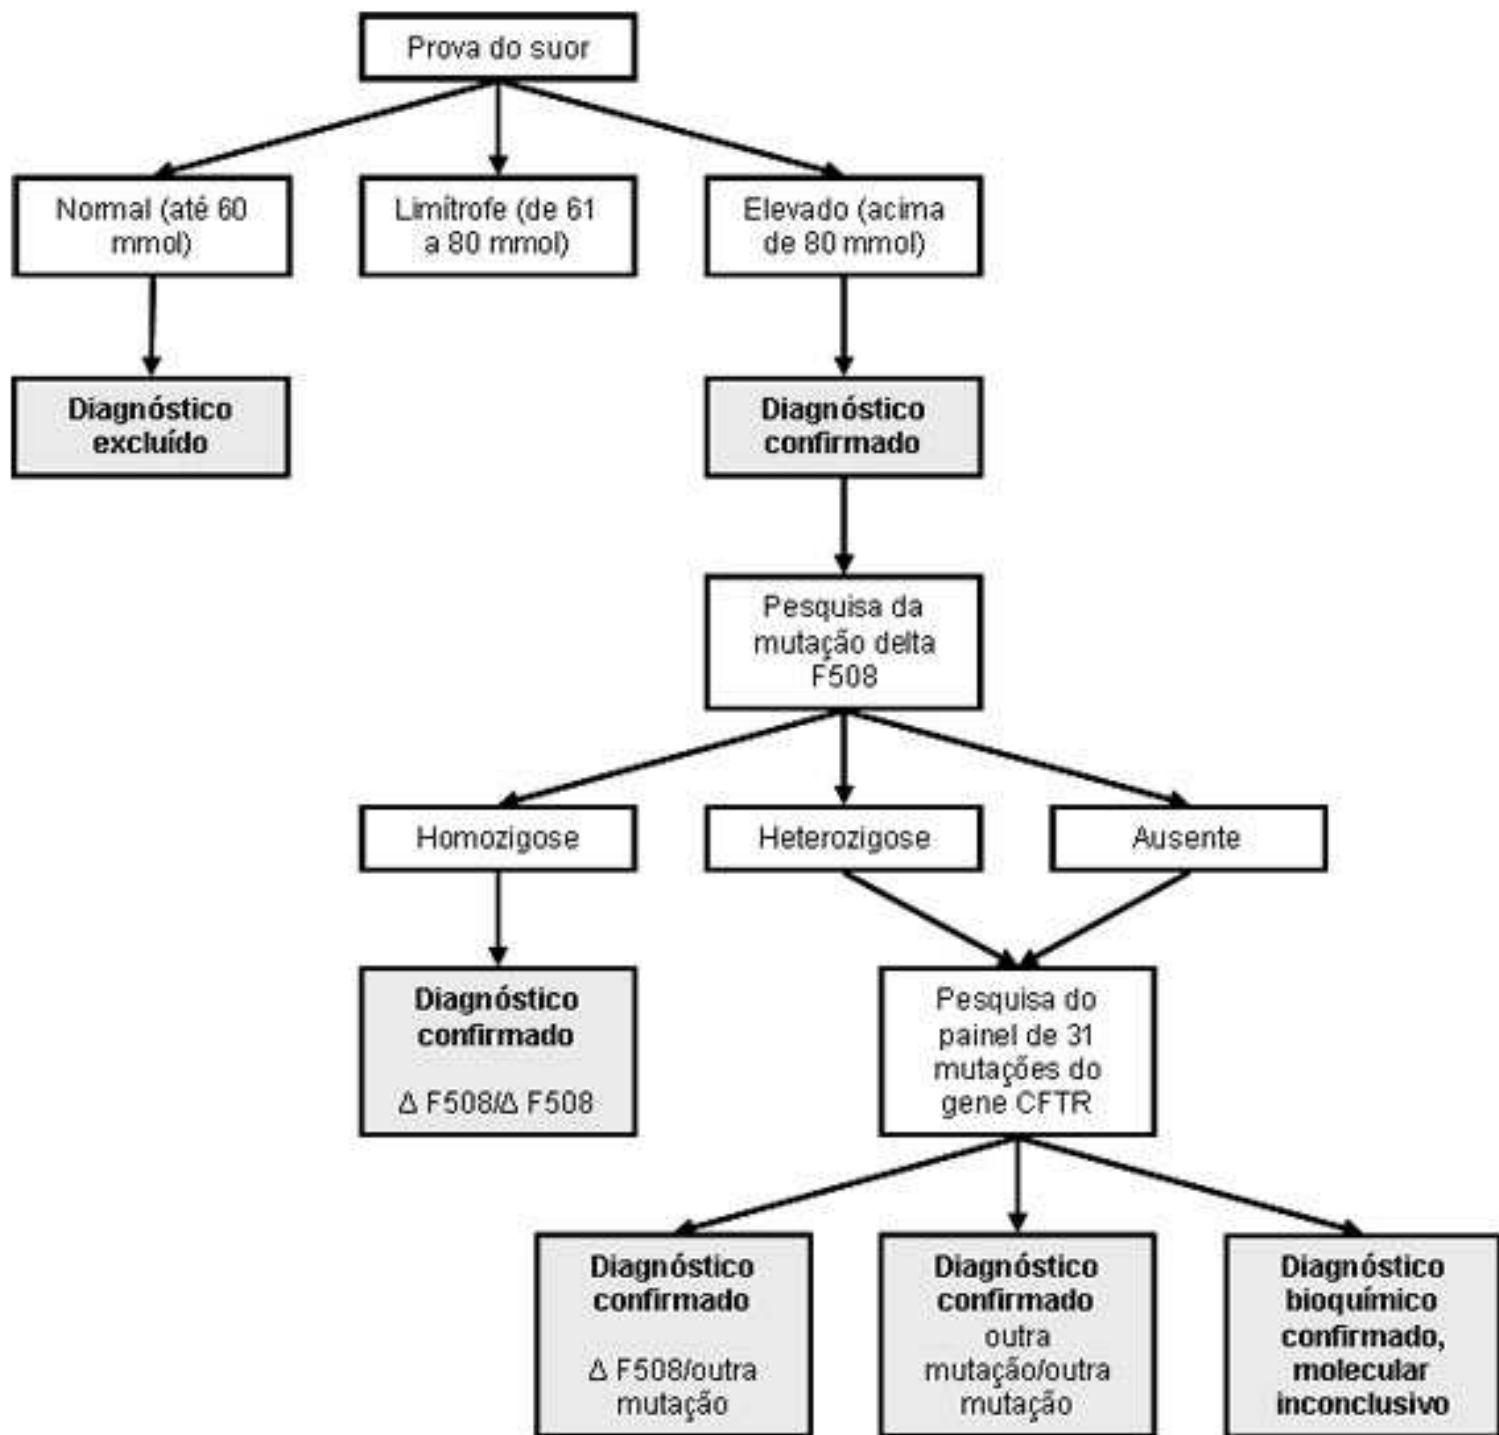 Prova do suor
Normal (até 60
mmol)
Limítrofe (de 61
a 80 mmol)
Elevado (acima
de 80 mmol)
Diagnóstico
excluído
Diagnóstico
confirmado
Pesquisa da
mutação delta
F508
Homozigose
Heterozigose
Ausente
Diagnóstico
confirmado
Δ F508/Δ F508
Pesquisa do
painel de 31
mutações do
gene CFTR
Diagnóstico
confirmado
Δ F508/outra
mutação
Diagnóstico
confirmado
outra
mutação/outra
mutação
Diagnóstico
bioquímico
confirmado,
molecular
inconclusivo